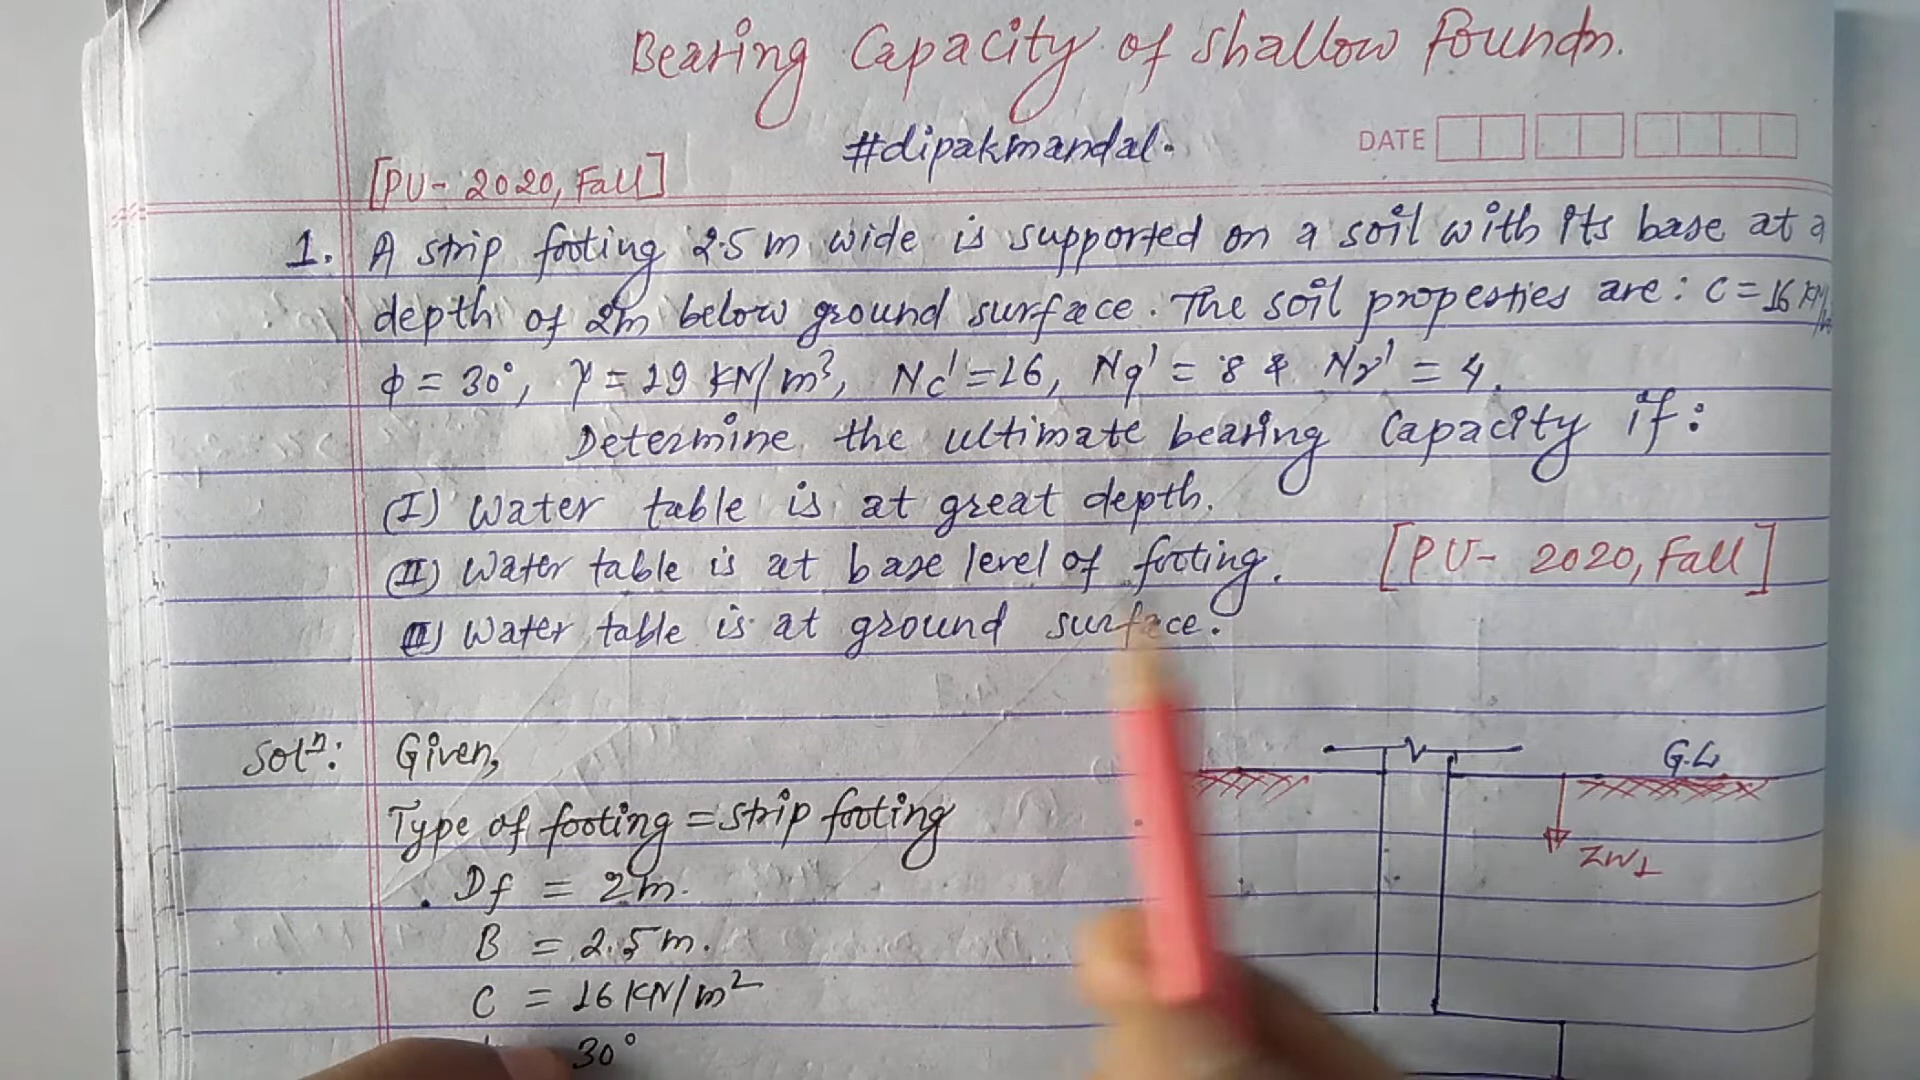 Bearing Capacity of Shallow Foundn.
#dipakmandal.
DATE
[PU- 2020, Fall]
1. A strip footing 2.5 m wide is supported on a soil with its base at a
depth of 2m below ground surface. The soil properties are: C = 16 KN/
ϕ = 30°, γ = 19 KN/m³, Nc' = 16, Nq' = 8 & Nγ' = 4.
Determine the ultimate bearing capacity if:
(I) Water table is at great depth.
(II) Water table is at base level of footing. [PU- 2020, Fall]
(III) Water table is at ground surface.
Solⁿ: Given,
G.L
Type of footing = strip footing
ZW1
Df = 2m.
B = 2.5 m.
C = 16 KN/m²
30°